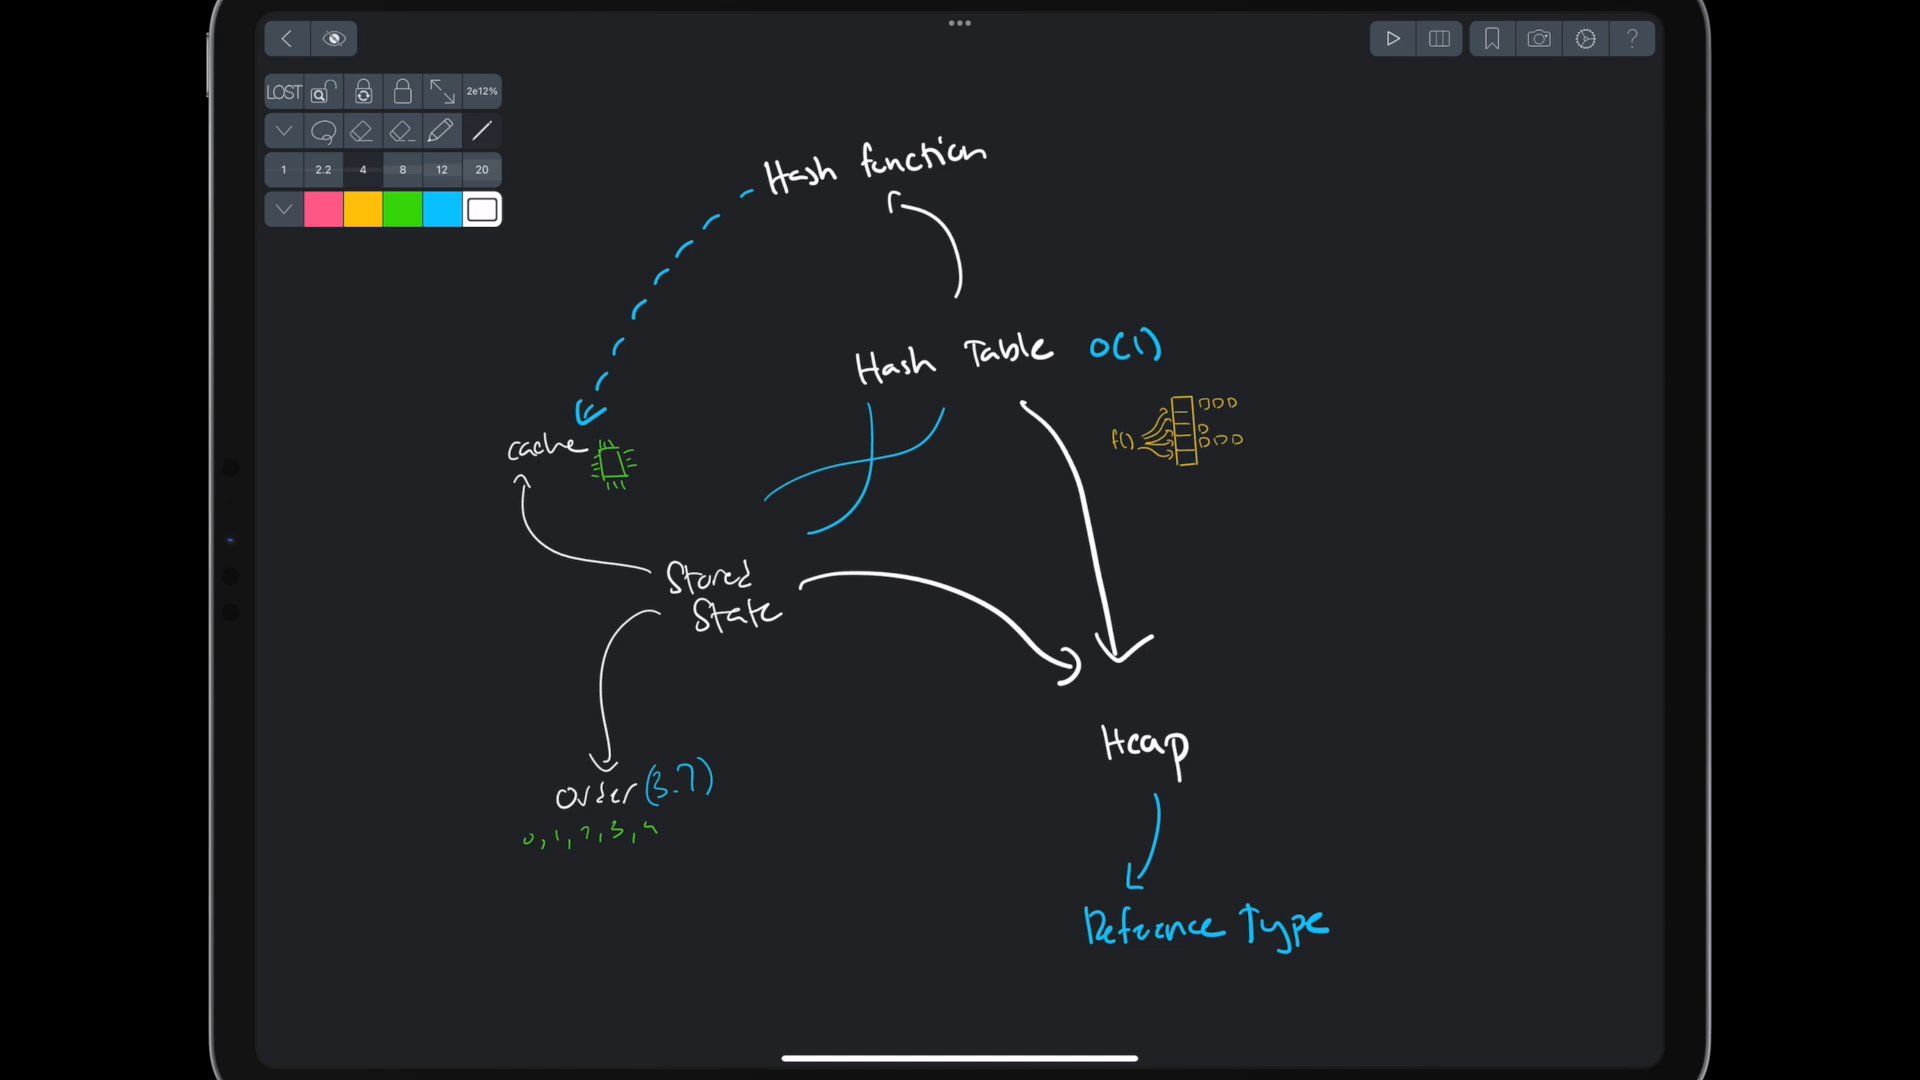 LOST
2e12%
1 2.2 4 8 12 20
?
Hash function
Hash Table O(1)
f()
cache
Stored
State
order (3.7)
0, 1, 2, 3, 4
Heap
Reference Type